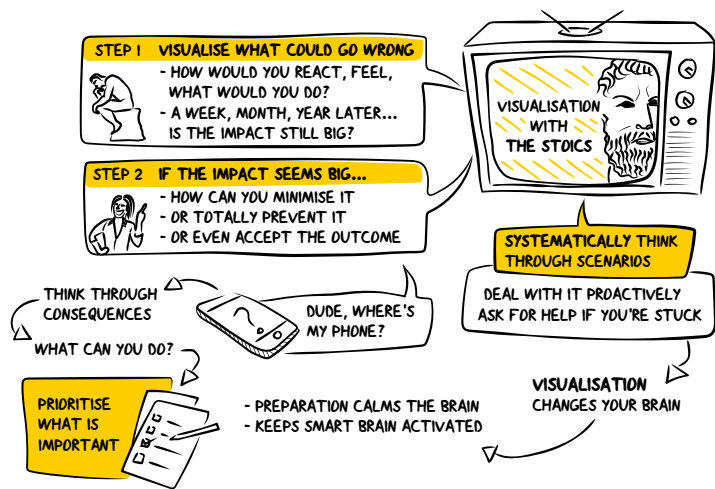 STEP 1 VISUALISE WHAT COULD GO WRONG
- HOW WOULD YOU REACT, FEEL,
WHAT WOULD YOU DO?
- A WEEK, MONTH, YEAR LATER...
IS THE IMPACT STILL BIG?
VISUALISATION
WITH
THE STOICS
STEP 2 IF THE IMPACT SEEMS BIG...
- HOW CAN YOU MINIMISE IT
- OR TOTALLY PREVENT IT
- OR EVEN ACCEPT THE OUTCOME
SYSTEMATICALLY THINK
THROUGH SCENARIOS
DEAL WITH IT PROACTIVELY
ASK FOR HELP IF YOU'RE STUCK
DUDE, WHERE'S
MY PHONE?
?
THINK THROUGH
CONSEQUENCES
WHAT CAN YOU DO?
PRIORITISE
WHAT IS
IMPORTANT
VISUALISATION
CHANGES YOUR BRAIN
- PREPARATION CALMS THE BRAIN
- KEEPS SMART BRAIN ACTIVATED